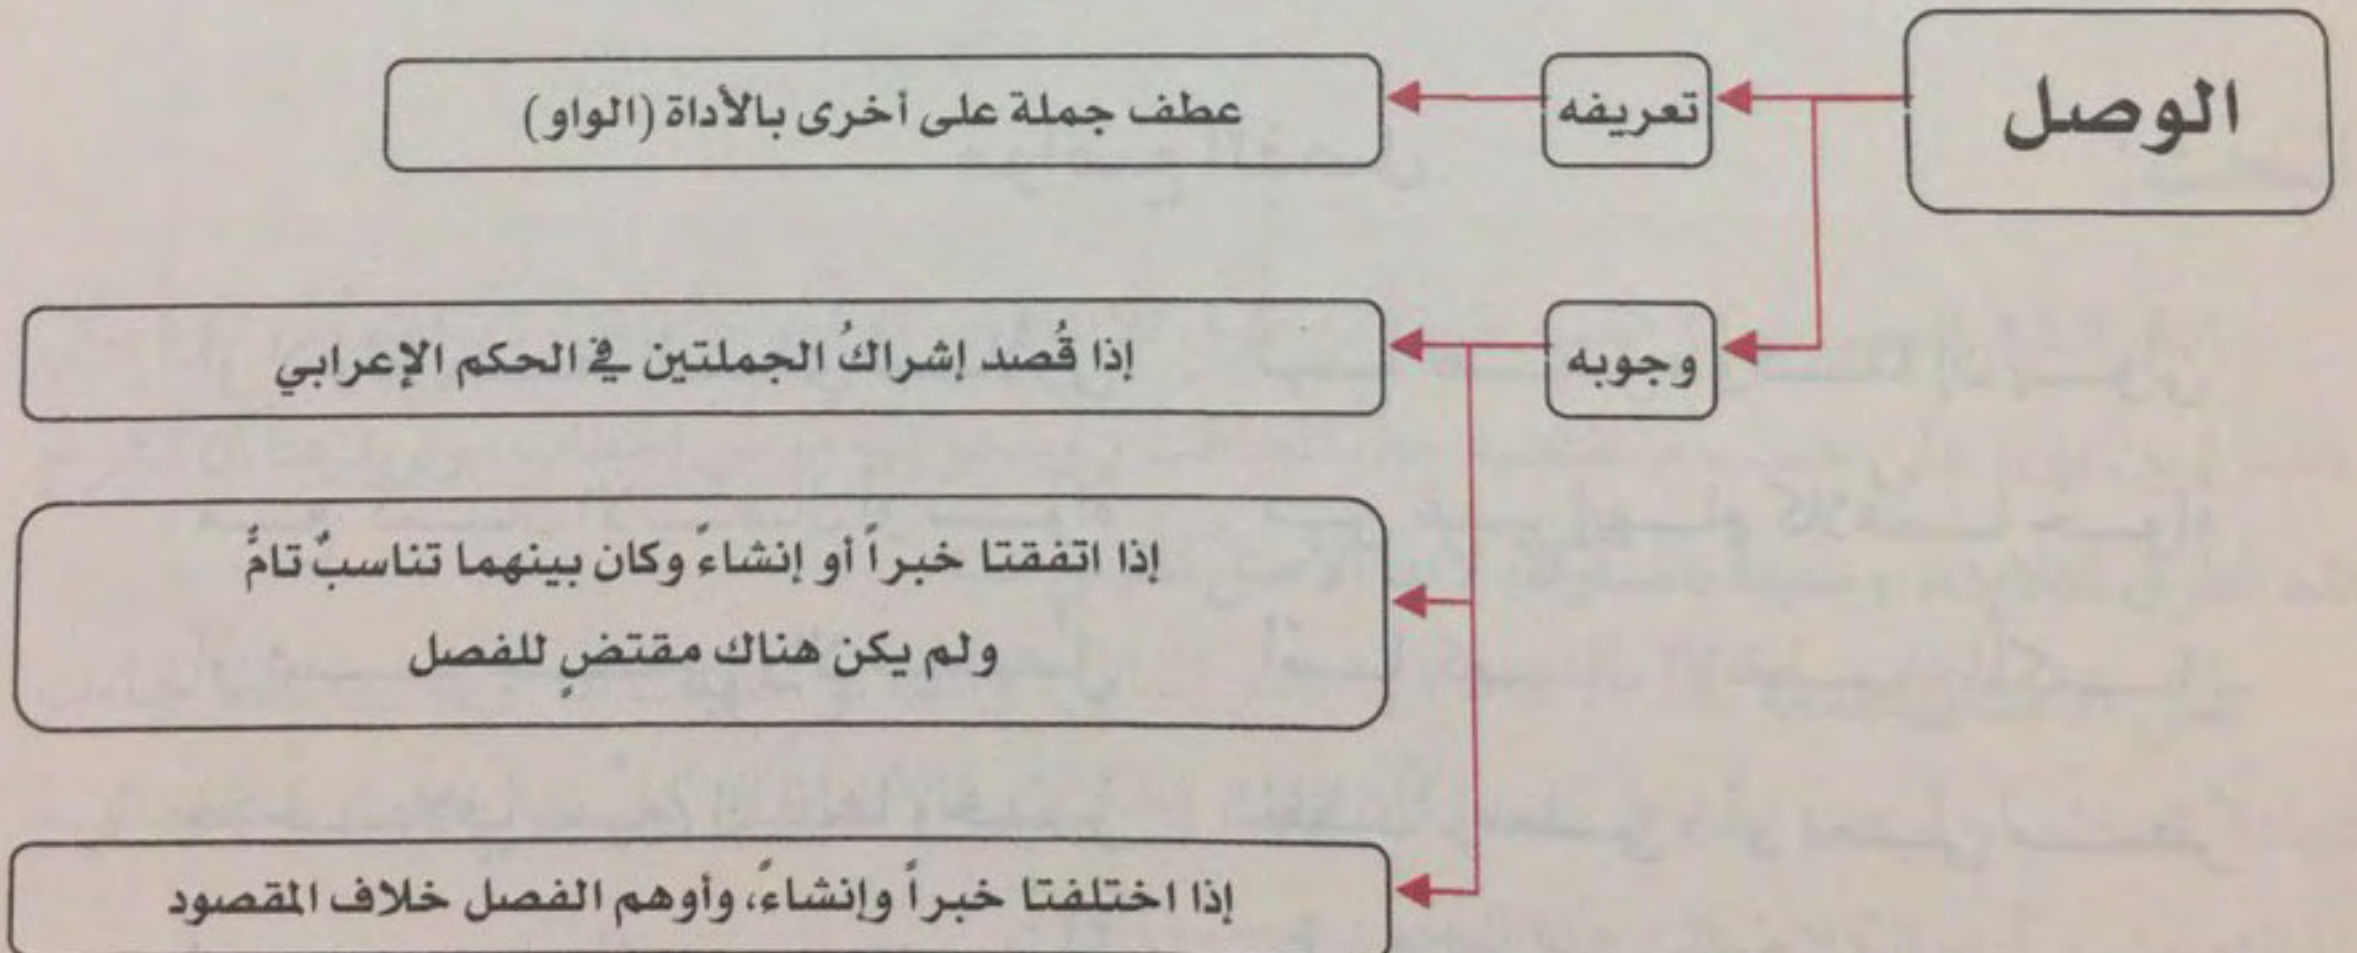 الوصل
تعريفه
عطف جملة على أخرى بالأداة (الواو)
وجوبه
إذا قُصد إشراكُ الجملتين في الحكم الإعرابي
إذا اتفقتا خبراً أو إنشاءً وكان بينهما تناسبٌ تامٌّ
ولم يكن هناك مقتضٍ للفصل
إذا اختلفتا خبراً وإنشاءً، وأوهم الفصل خلاف المقصود